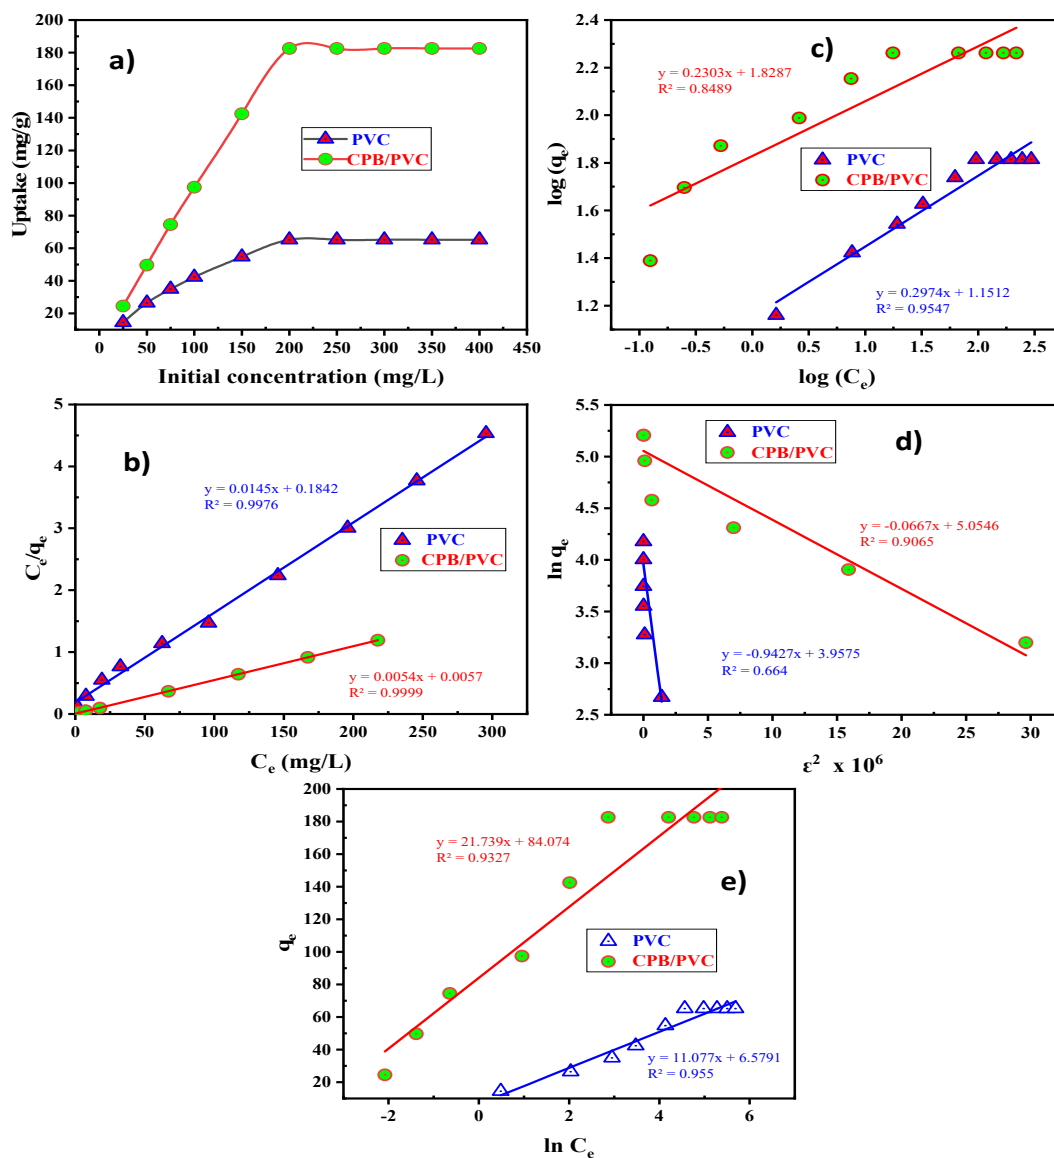 a)
200
180
160
140
120
100
80
60
40
20
Uptake (mg/g)
PVC
CPB/PVC
0 50 100 150 200 250 300 350 400 450
Initial concentration (mg/L)
c)
2.4
2.2
2.0
1.8
1.6
1.4
1.2
log (qₑ)
y = 0.2303x + 1.8287
R² = 0.8489
PVC
CPB/PVC
y = 0.2974x + 1.1512
R² = 0.9547
-1.0 -0.5 0.0 0.5 1.0 1.5 2.0 2.5
log (Cₑ)
b)
5
4
3
2
1
0
Cₑ/qₑ
y = 0.0145x + 0.1842
R² = 0.9976
PVC
CPB/PVC
y = 0.0054x + 0.0057
R² = 0.9999
0 50 100 150 200 250 300
Cₑ (mg/L)
d)
5.5
5.0
4.5
4.0
3.5
3.0
2.5
ln qₑ
PVC
CPB/PVC
y = -0.0667x + 5.0546
R² = 0.9065
y = -0.9427x + 3.9575
R² = 0.664
0 5 10 15 20 25 30
ε² x 10⁶
e)
200
180
160
140
120
100
80
60
40
20
qₑ
y = 21.739x + 84.074
R² = 0.9327
PVC
CPB/PVC
y = 11.077x + 6.5791
R² = 0.955
-2 0 2 4 6
ln Cₑ